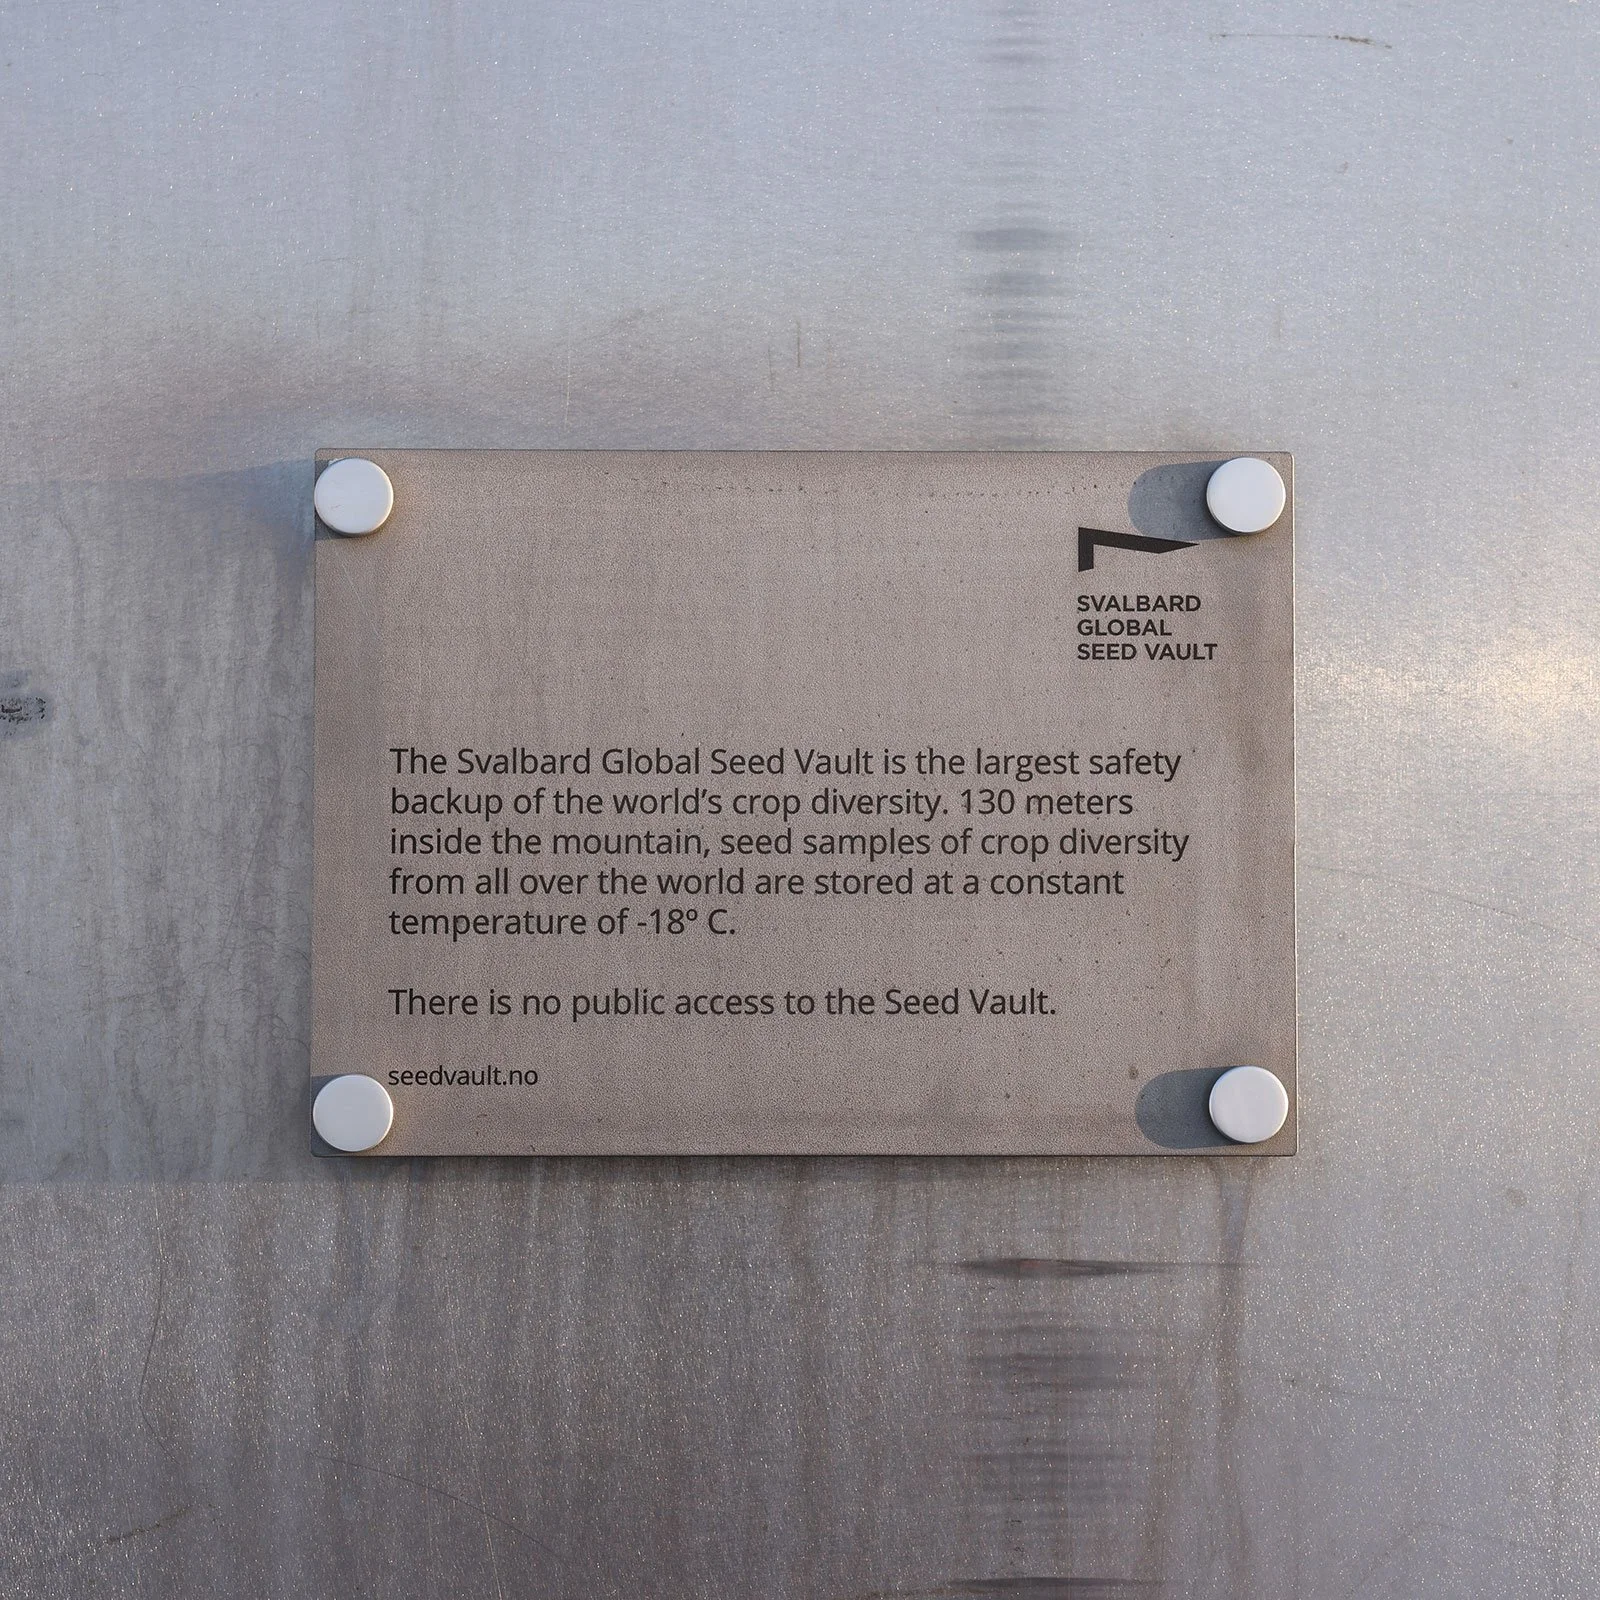 SVALBARD
GLOBAL
SEED VAULT
The Svalbard Global Seed Vault is the largest safety
backup of the world’s crop diversity. 130 meters
inside the mountain, seed samples of crop diversity
from all over the world are stored at a constant
temperature of -18º C.
There is no public access to the Seed Vault.
seedvault.no